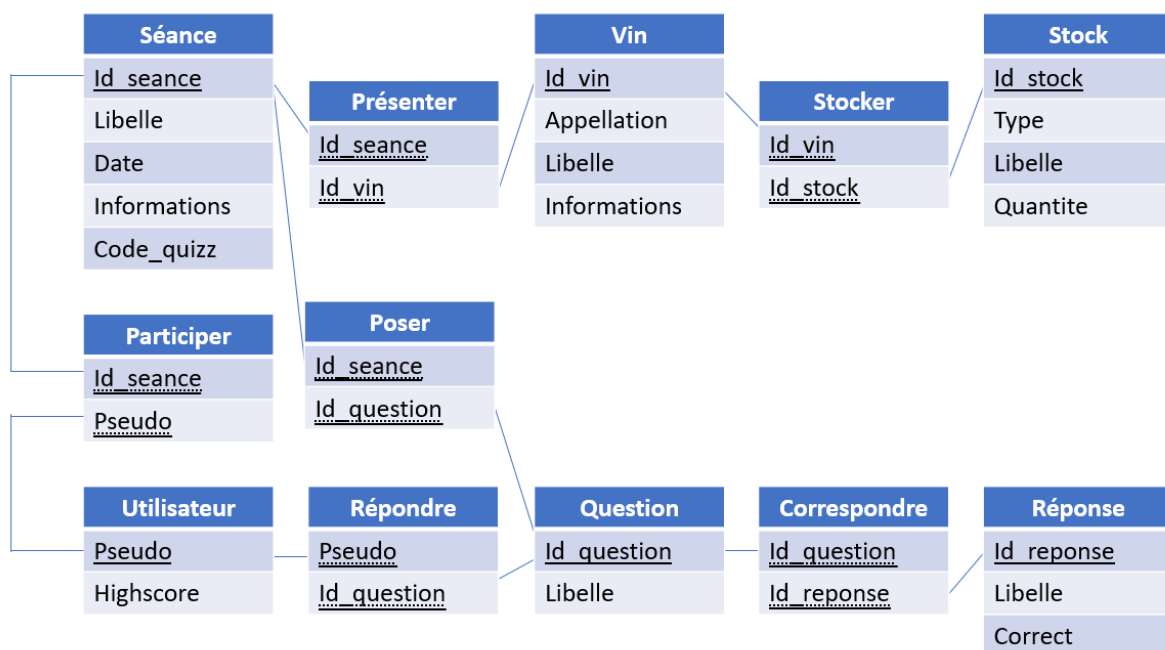 Séance
Id_seance
Libelle
Date
Informations
Code_quizz
Présenter
Id_seance
Id_vin
Vin
Id_vin
Appellation
Libelle
Informations
Stocker
Id_vin
Id_stock
Stock
Id_stock
Type
Libelle
Quantite
Participer
Id_seance
Pseudo
Poser
Id_seance
Id_question
Utilisateur
Pseudo
Highscore
Répondre
Pseudo
Id_question
Question
Id_question
Libelle
Correspondre
Id_question
Id_reponse
Réponse
Id_reponse
Libelle
Correct